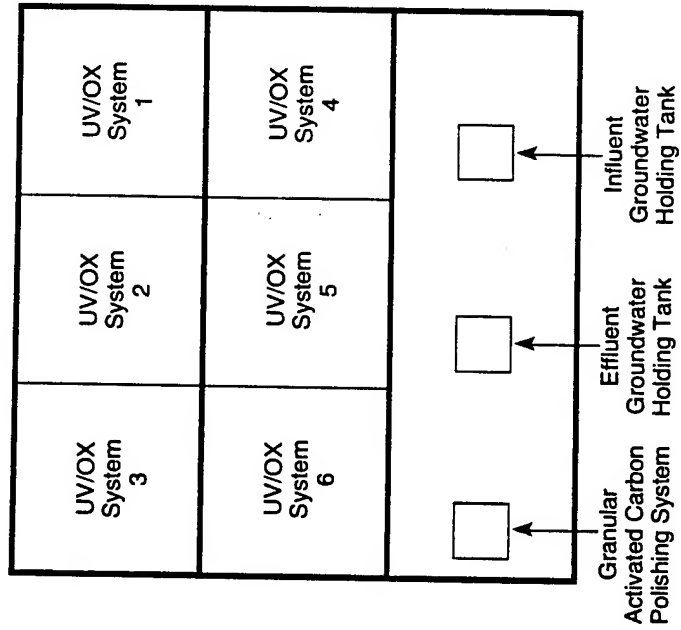 UV/OX
System
1
UV/OX
System
2
UV/OX
System
3
UV/OX
System
4
UV/OX
System
5
UV/OX
System
6
Influent
Groundwater
Holding Tank
Effluent
Groundwater
Holding Tank
Granular
Activated Carbon
Polishing System